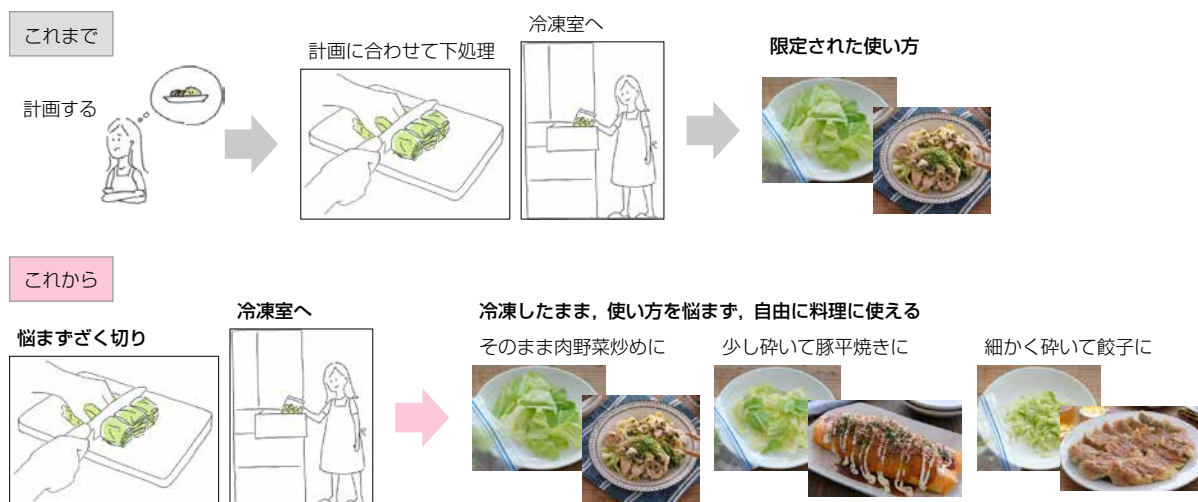 これまで
計画する
計画に合わせて下処理
冷凍室へ
限定された使い方
これから
悩まずざく切り
冷凍室へ
冷凍したまま，使い方を悩まず，自由に料理に使える
そのまま肉野菜炒めに
少し砕いて豚平焼きに
細かく砕いて餃子に